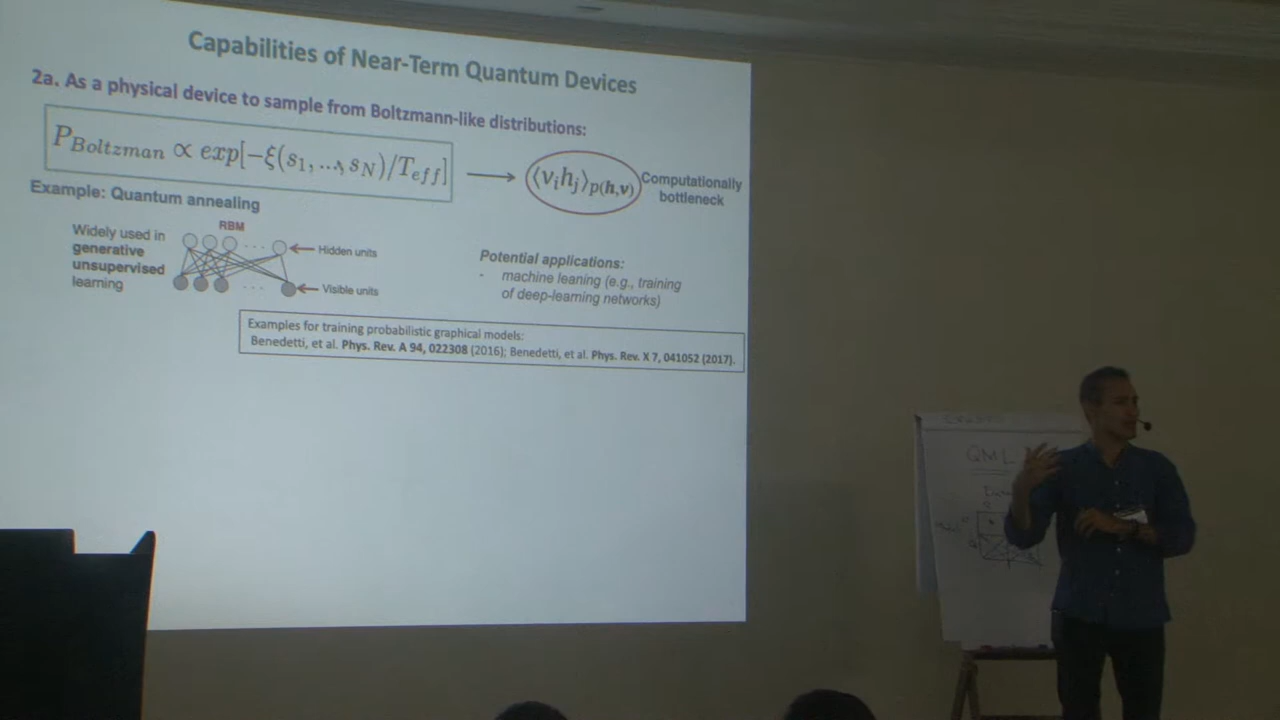 Capabilities of Near-Term Quantum Devices
2a. As a physical device to sample from Boltzmann-like distributions:
P_Boltzman ∝ exp[−ξ(s₁, ..., s_N)/T_eff]
⟨v_i h_j⟩_p(h,v)
Computationally
bottleneck
Example: Quantum annealing
RBM
Widely used in
generative
unsupervised
learning
Hidden units
Visible units
Potential applications:
- machine leaning (e.g., training
of deep-learning networks)
Examples for training probabilistic graphical models:
Benedetti, et al. Phys. Rev. A 94, 022308 (2016); Benedetti, et al. Phys. Rev. X 7, 041052 (2017).
QML